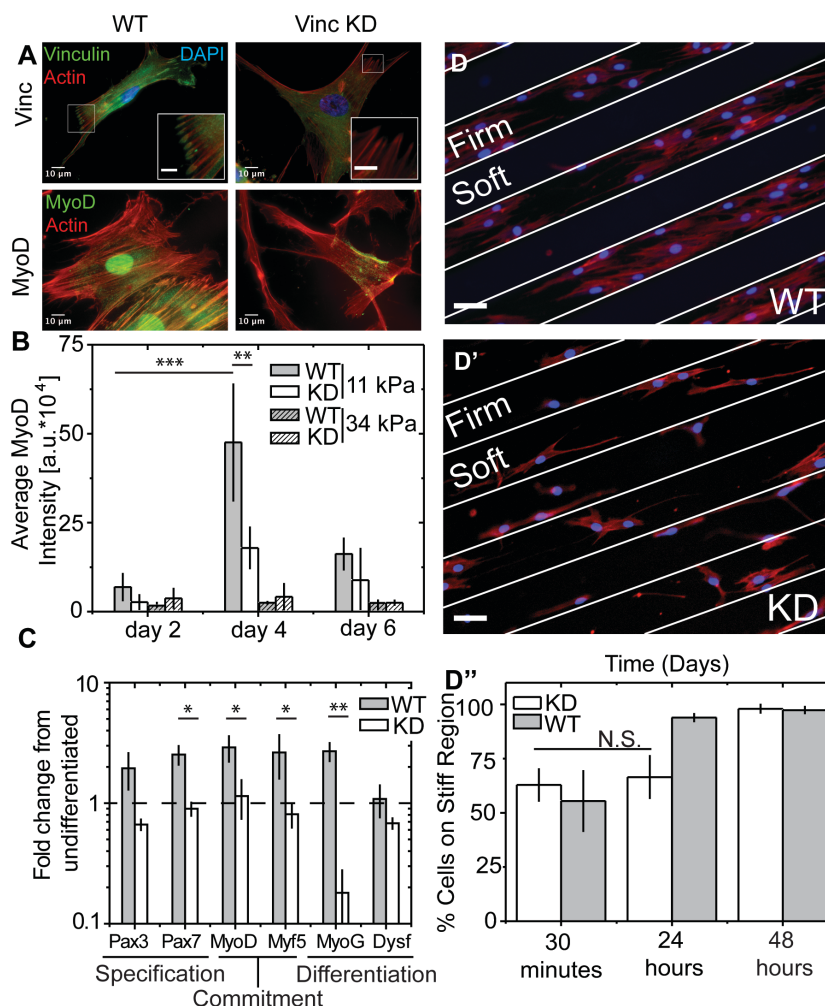 WT
Vinc KD
A
Vinculin
DAPI
Actin
Vinc
10 µm
10 µm
MyoD
Actin
MyoD
10 µm
10 µm
B
Average MyoD
Intensity [a.u.*10⁴]
75
50
25
0
***
**
WT
KD
11 kPa
WT
KD
34 kPa
day 2
day 4
day 6
C
Fold change from
undifferentiated
10
1
0.1
*
*
*
**
WT
KD
Pax3
Pax7
MyoD
Myf5
MyoG
Dysf
Specification
Differentiation
Commitment
D
Firm
Soft
WT
D'
Firm
Soft
KD
Time (Days)
D"
% Cells on Stiff Region
100
75
50
25
0
KD
WT
N.S.
30
minutes
24
hours
48
hours